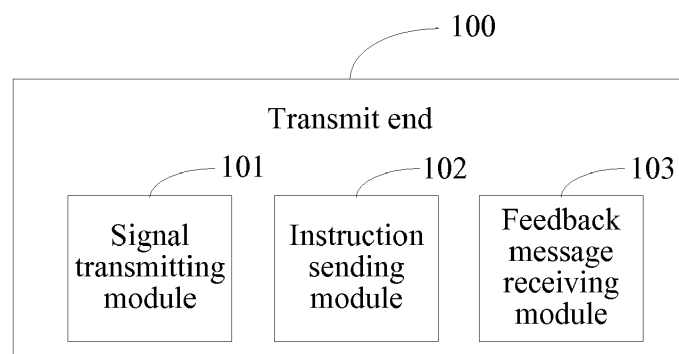 100
Transmit end
101
102
103
Signal
transmitting
module
Instruction
sending
module
Feedback
message
receiving
module